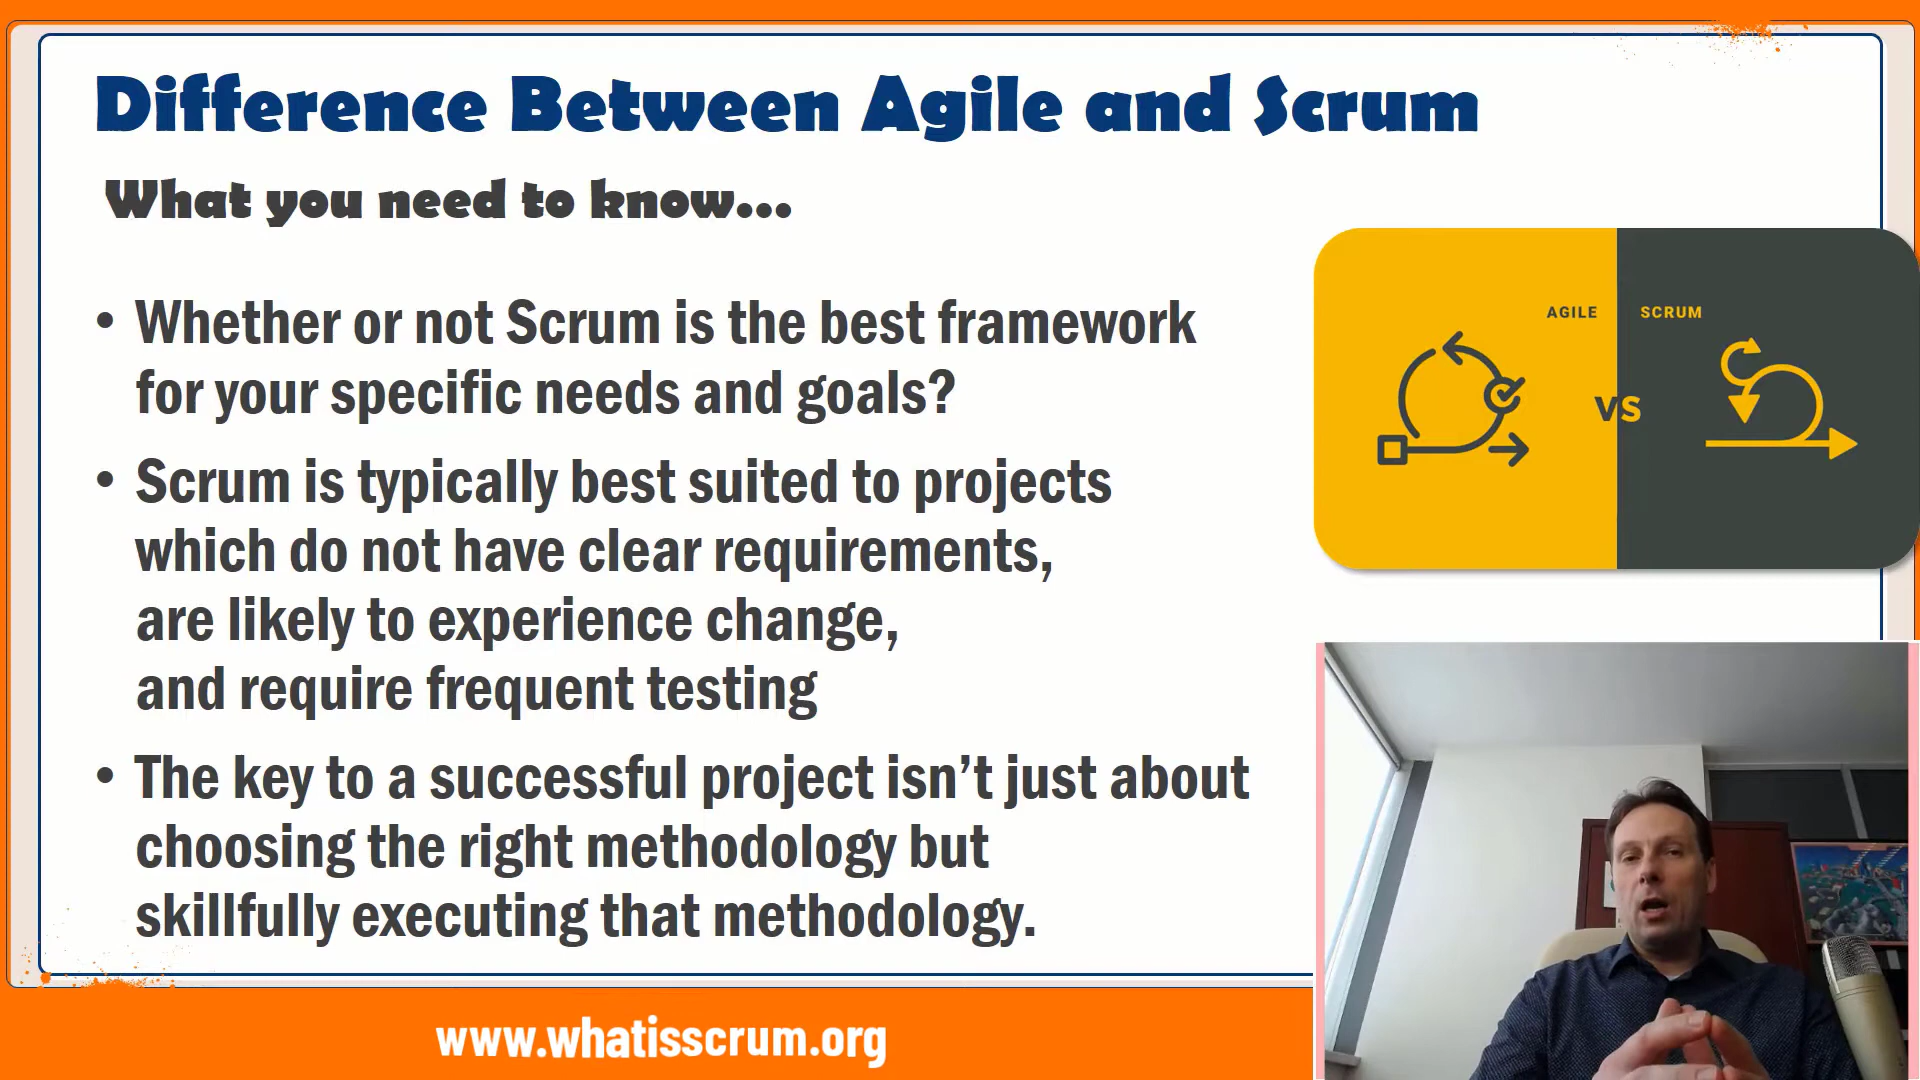 Difference Between Agile and Scrum
What you need to know...
• Whether or not Scrum is the best framework
for your specific needs and goals?
• Scrum is typically best suited to projects
which do not have clear requirements,
are likely to experience change,
and require frequent testing
• The key to a successful project isn’t just about
choosing the right methodology but
skillfully executing that methodology.
AGILE
SCRUM
VS
www.whatisscrum.org